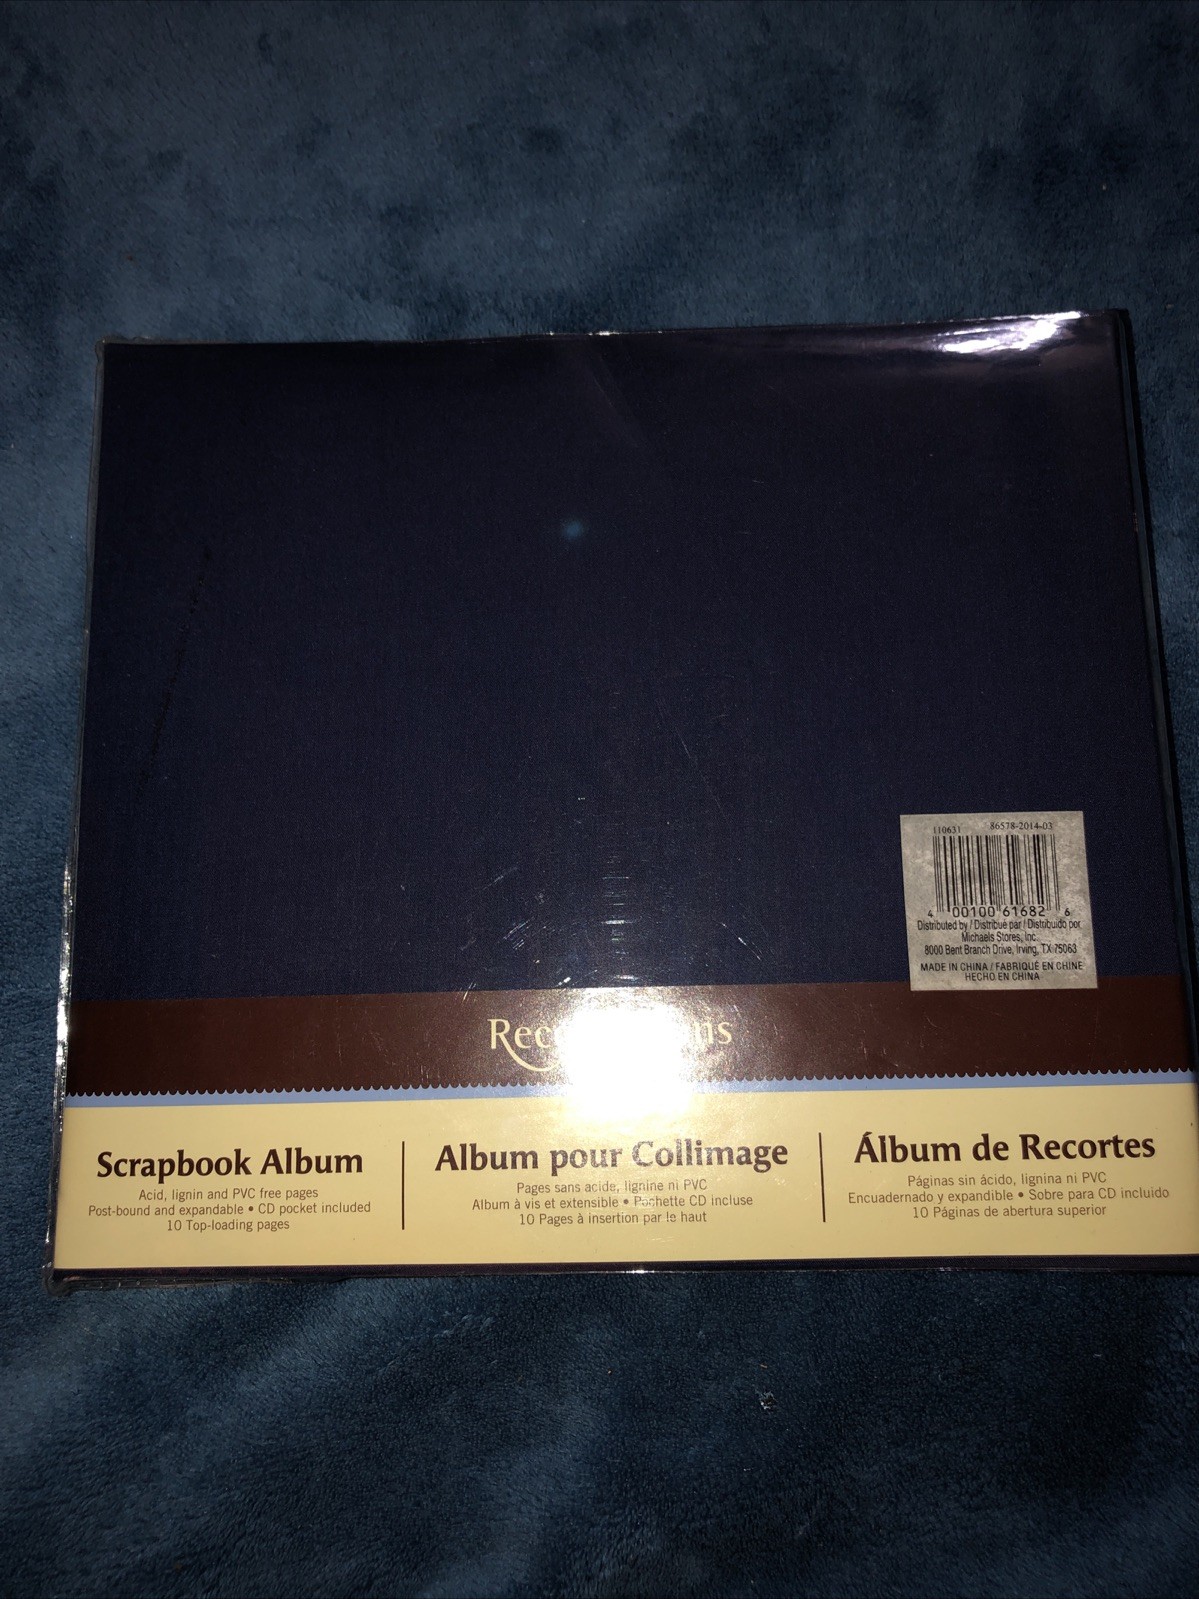 110631 86578-2014-03
4 00100 61682 6
Distributed by / Distribué par / Distribuido por
Michaels Stores, Inc.
8000 Bent Branch Drive, Irving, TX 75063
MADE IN CHINA / FABRIQUÉ EN CHINE
HECHO EN CHINA
Scrapbook Album
Acid, lignin and PVC free pages
Post-bound and expandable • CD pocket included
10 Top-loading pages
Album pour Collimage
Pages sans acide, lignine ni PVC
Album à vis et extensible • Pochette CD incluse
10 Pages à insertion par le haut
Álbum de Recortes
Páginas sin ácido, lignina ni PVC
Encuadernado y expandible • Sobre para CD incluido
10 Páginas de abertura superior